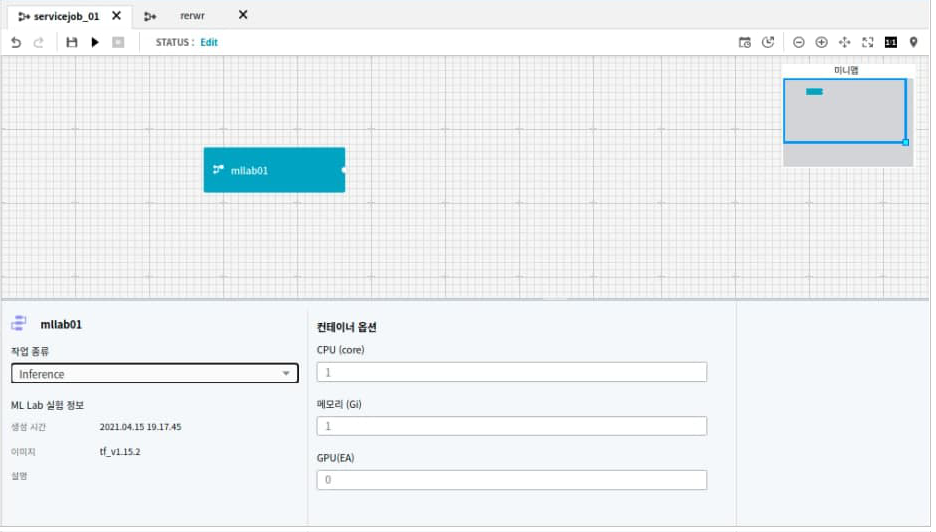 servicejob_01
rerwr
STATUS : Edit
1:1
미니맵
mllab01
mllab01
작업 종류
Inference
ML Lab 실험 정보
생성 시간 2021.04.15 19.17.45
이미지 tf_v1.15.2
설명
컨테이너 옵션
CPU (core)
1
메모리 (Gi)
1
GPU(EA)
0